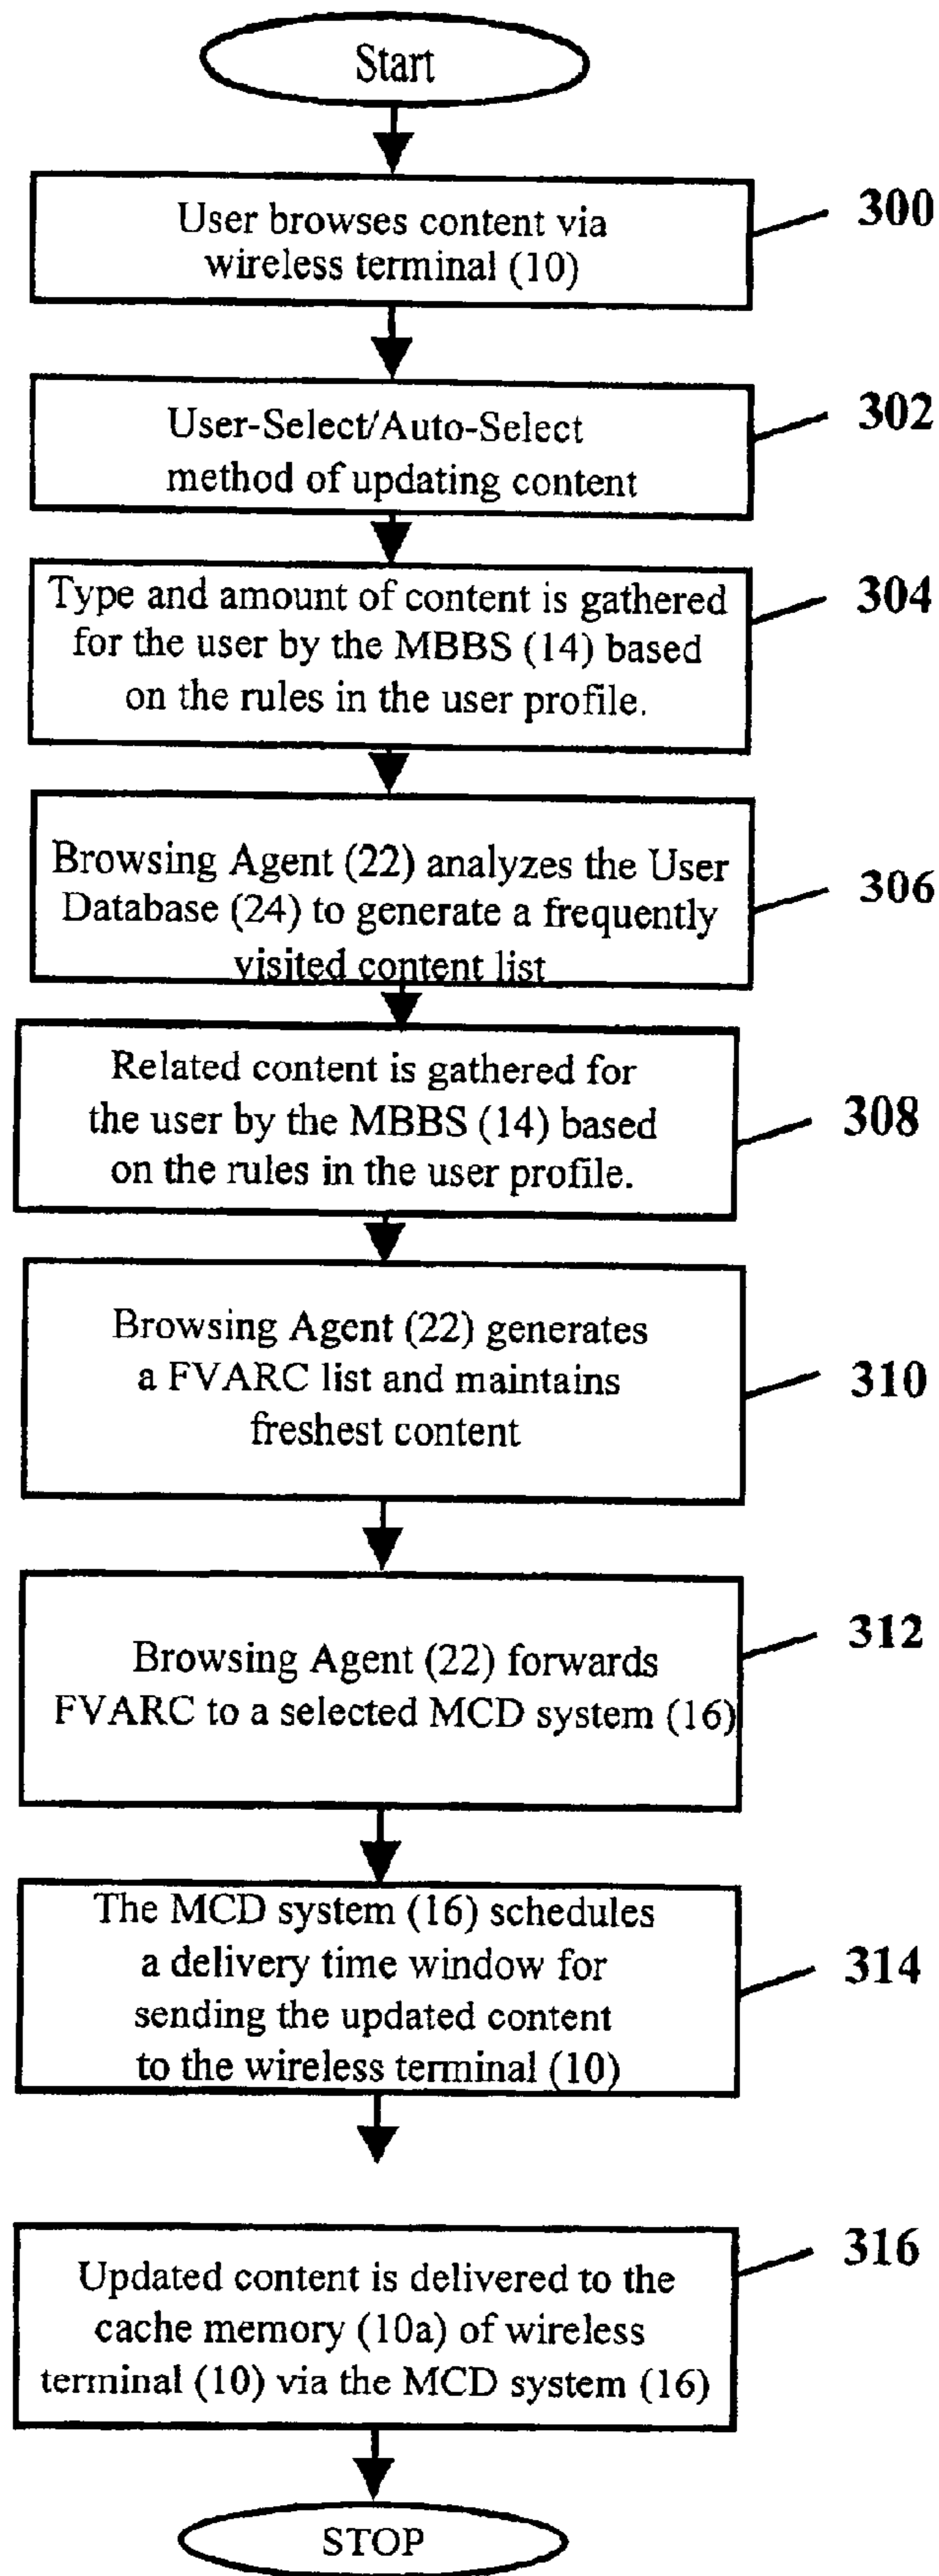 Start
User browses content via
wireless terminal (10)
300
User-Select/Auto-Select
method of updating content
302
Type and amount of content is gathered
for the user by the MBBS (14) based
on the rules in the user profile.
304
Browsing Agent (22) analyzes the User
Database (24) to generate a frequently
visited content list
306
Related content is gathered for
the user by the MBBS (14) based
on the rules in the user profile.
308
Browsing Agent (22) generates
a FVARC list and maintains
freshest content
310
Browsing Agent (22) forwards
FVARC to a selected MCD system (16)
312
The MCD system (16) schedules
a delivery time window for
sending the updated content
to the wireless terminal (10)
314
Updated content is delivered to the
cache memory (10a) of wireless
terminal (10) via the MCD system (16)
316
STOP